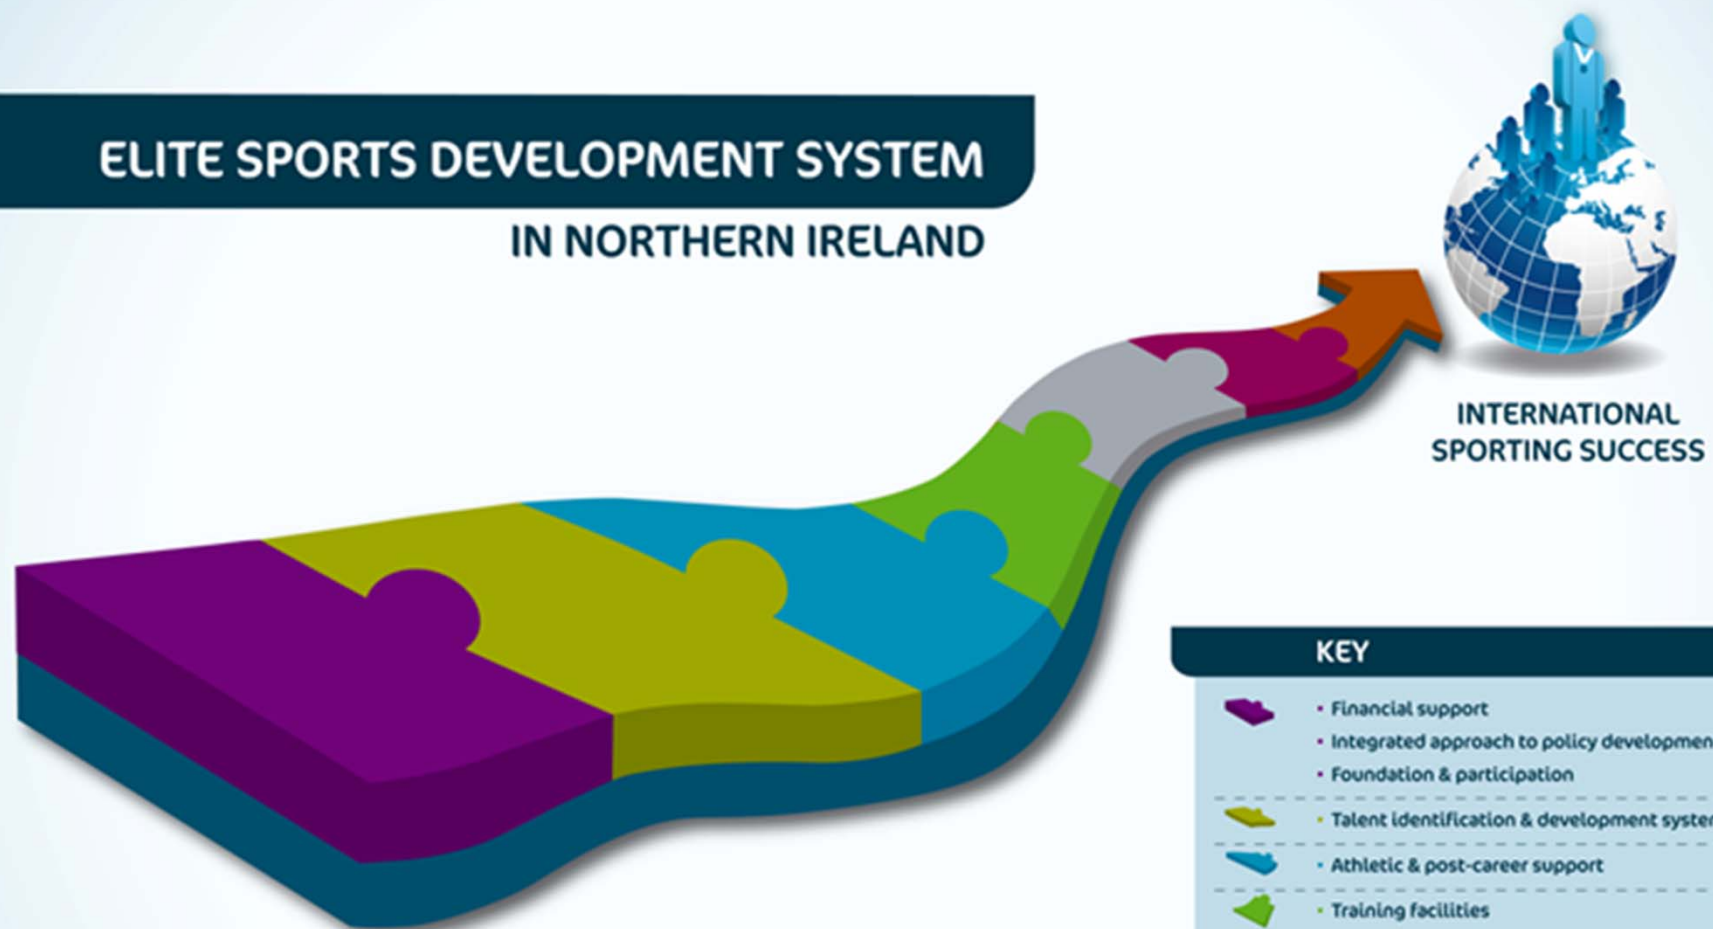 ELITE SPORTS DEVELOPMENT SYSTEM
IN NORTHERN IRELAND
INTERNATIONAL
SPORTING SUCCESS
KEY
• Financial support
• Integrated approach to policy developmen
• Foundation & participation
• Talent identification & development system
• Athletic & post-career support
• Training facilities